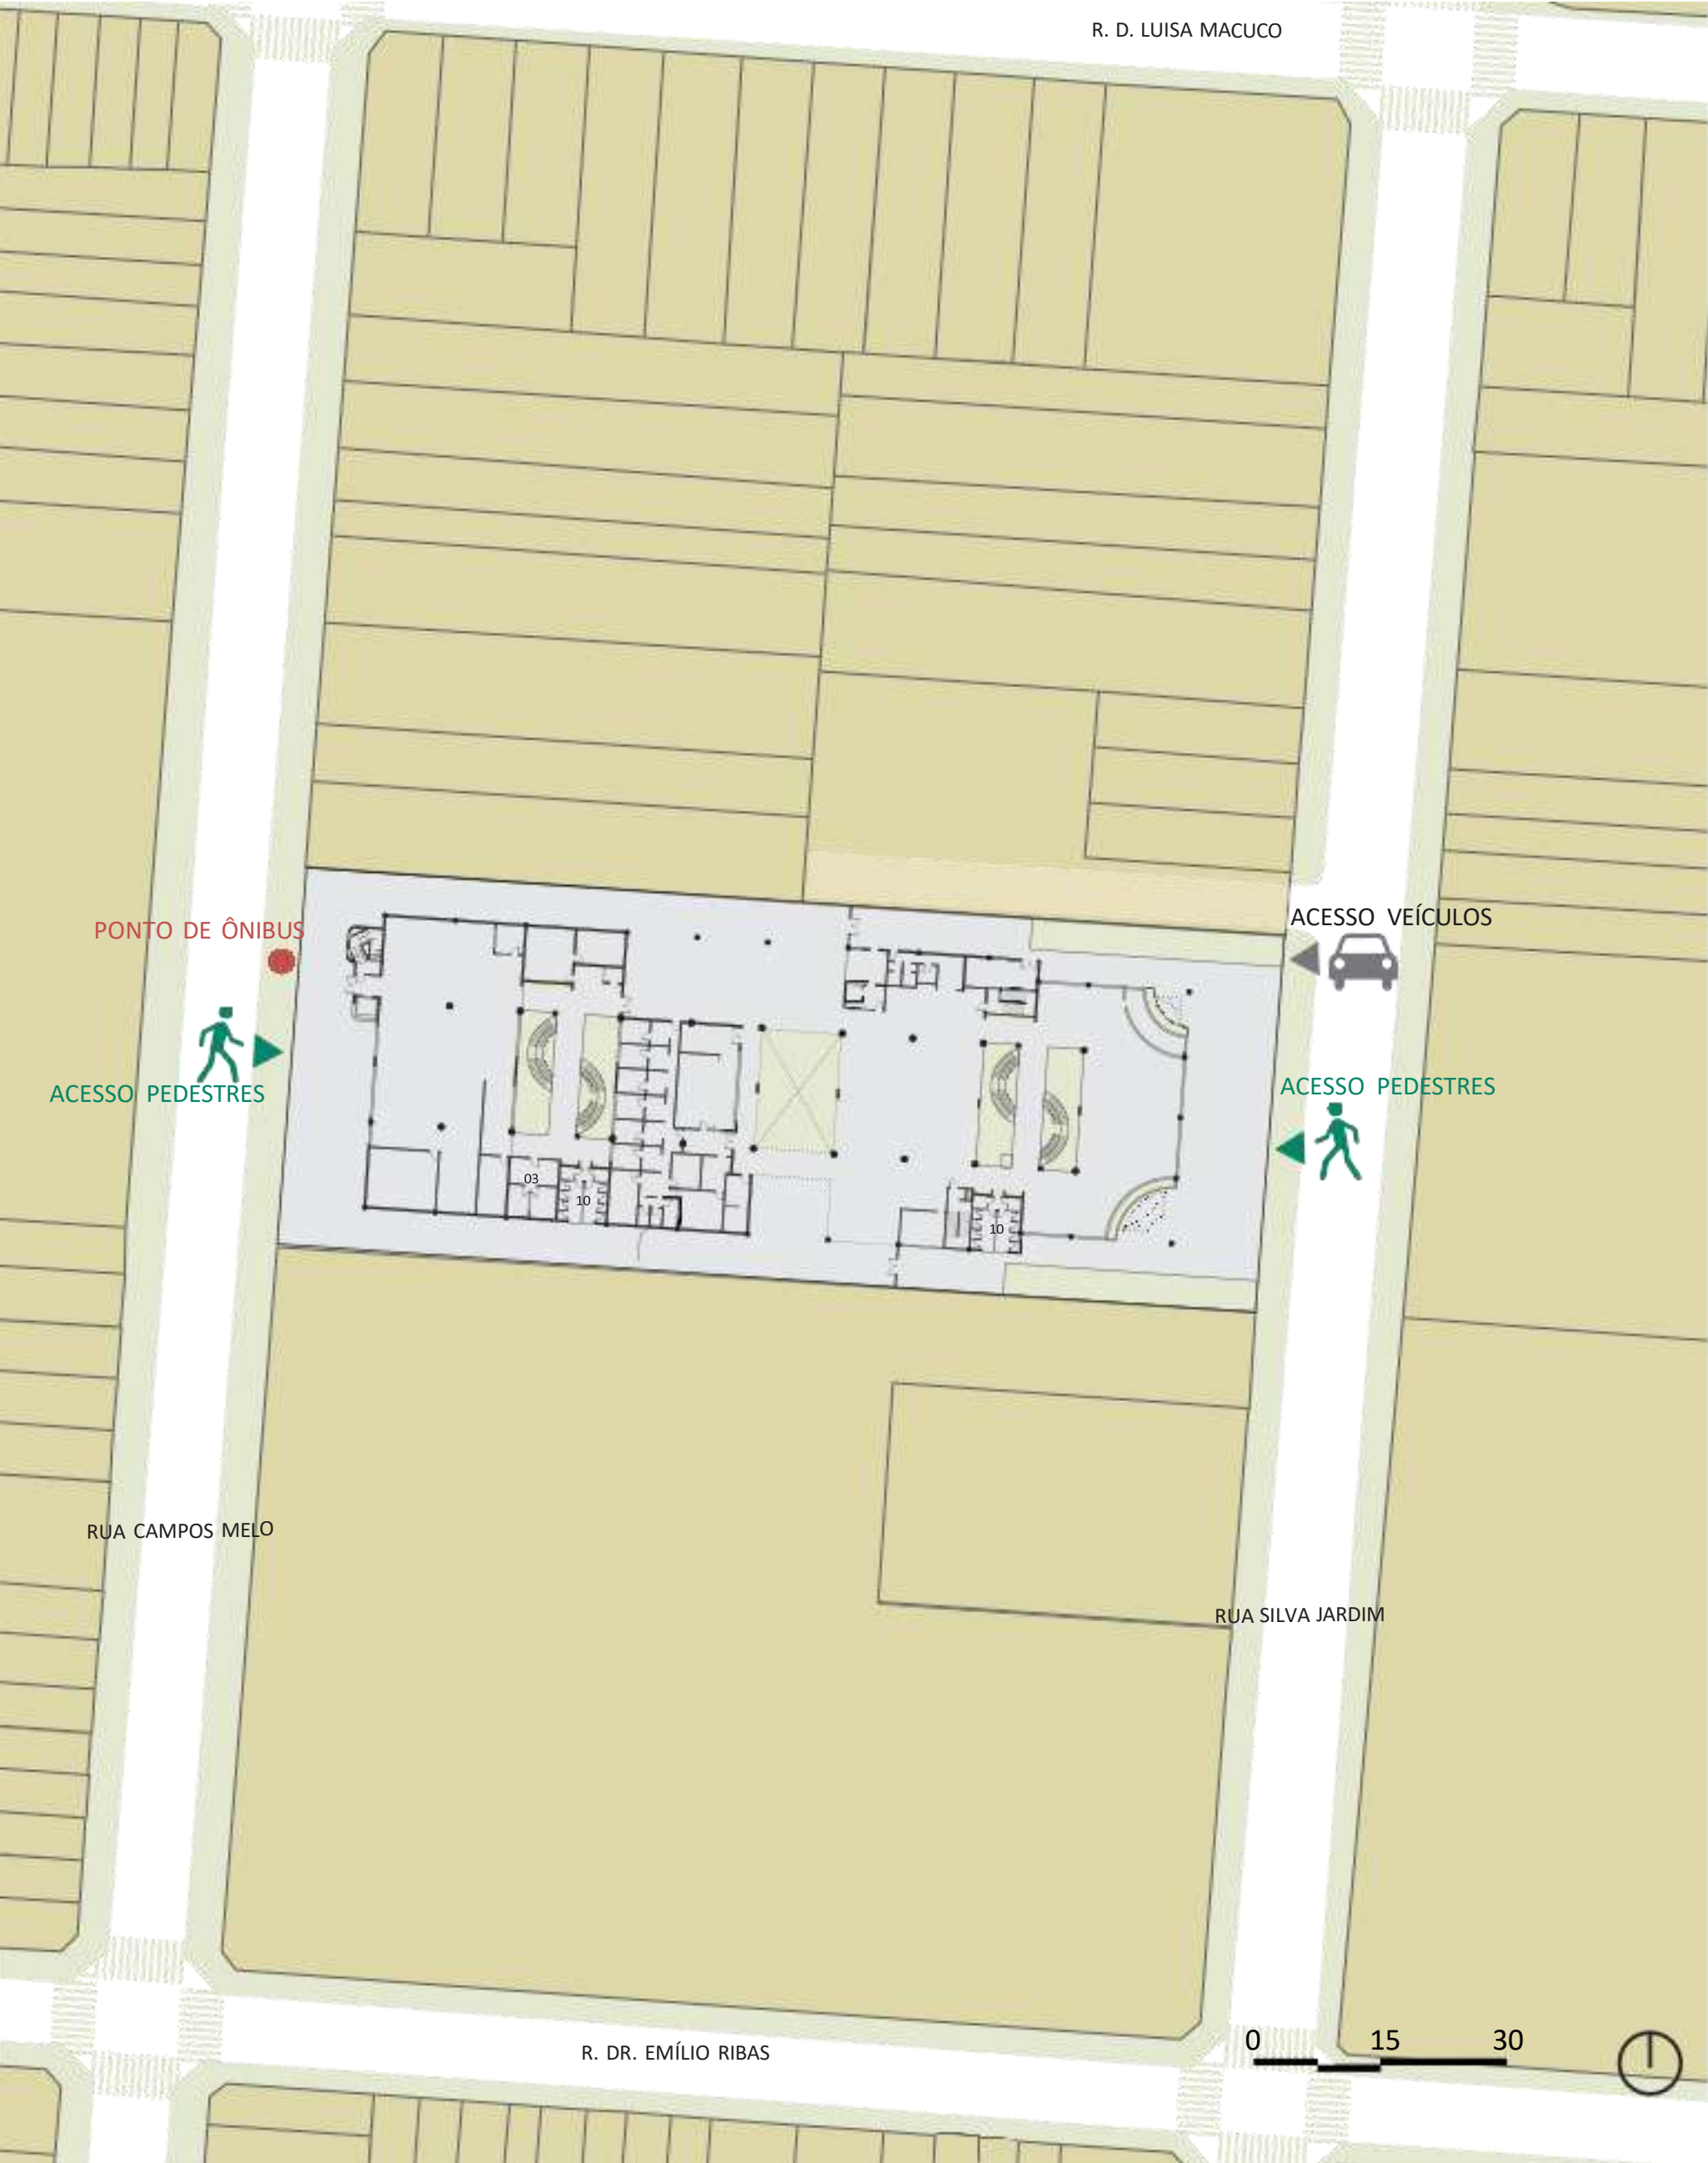 R. D. LUISA MACUCO
PONTO DE ÔNIBUS
ACESSO VEÍCULOS
ACESSO PEDESTRES
ACESSO PEDESTRES
03
10
10
RUA CAMPOS MELO
RUA SILVA JARDIM
R. DR. EMÍLIO RIBAS
0 15 30